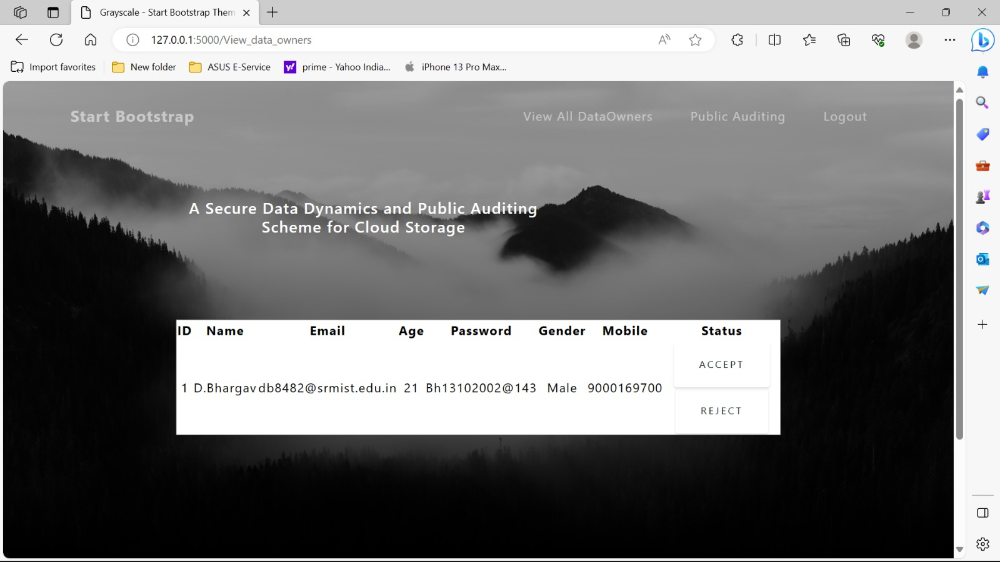 Grayscale - Start Bootstrap Them
127.0.0.1:5000/View_data_owners
Import favorites
New folder
ASUS E-Service
prime - Yahoo India...
iPhone 13 Pro Max...
Start Bootstrap
View All DataOwners
Public Auditing
Logout
A Secure Data Dynamics and Public Auditing
Scheme for Cloud Storage
ID Name Email Age Password Gender Mobile Status
ACCEPT
1 D.Bhargav db8482@srmist.edu.in 21 Bh13102002@143 Male 9000169700
REJECT